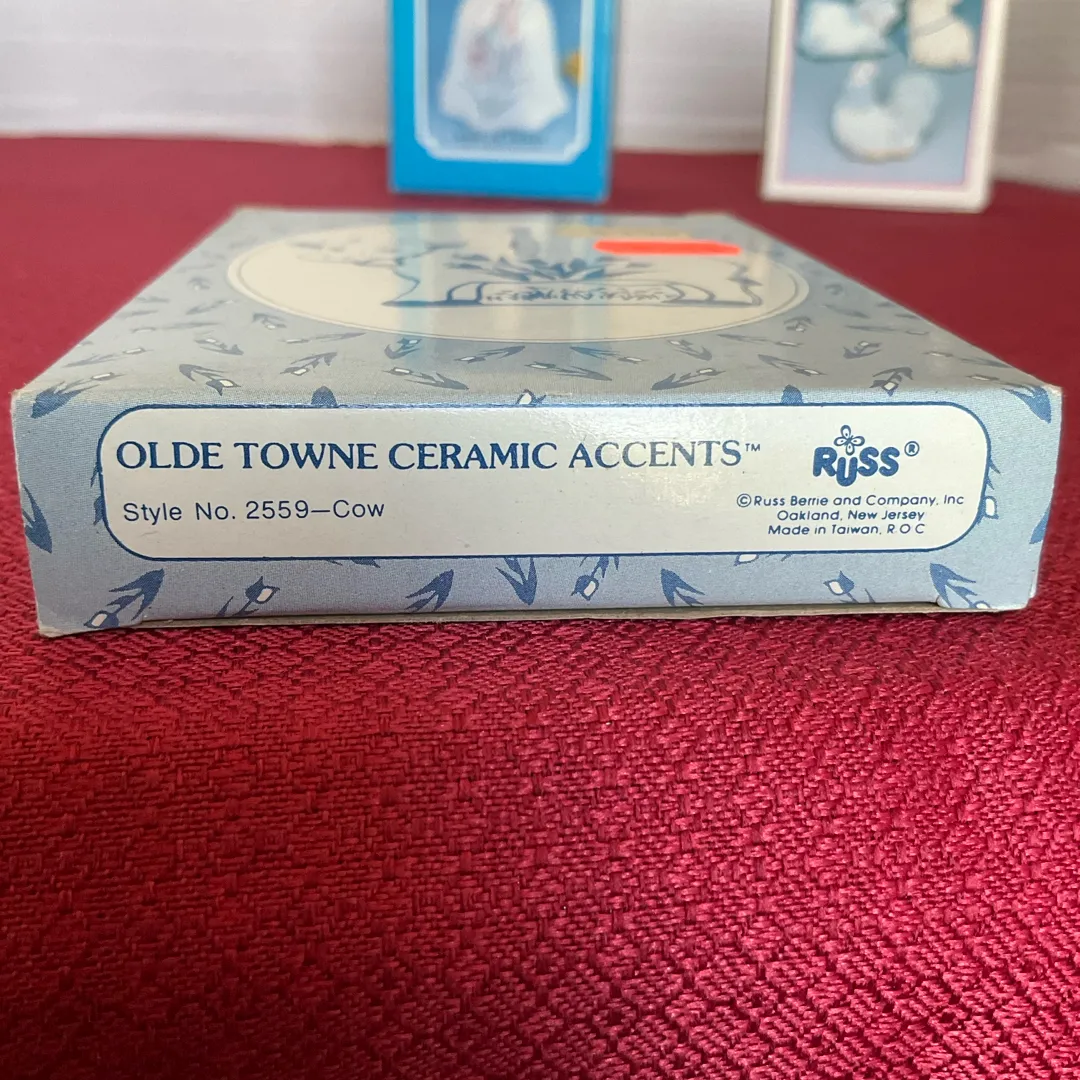 OLDE TOWNE CERAMIC ACCENTS™
Style No. 2559—Cow
RUSS®
©Russ Berrie and Company, Inc
Oakland, New Jersey
Made in Taiwan, R.O.C